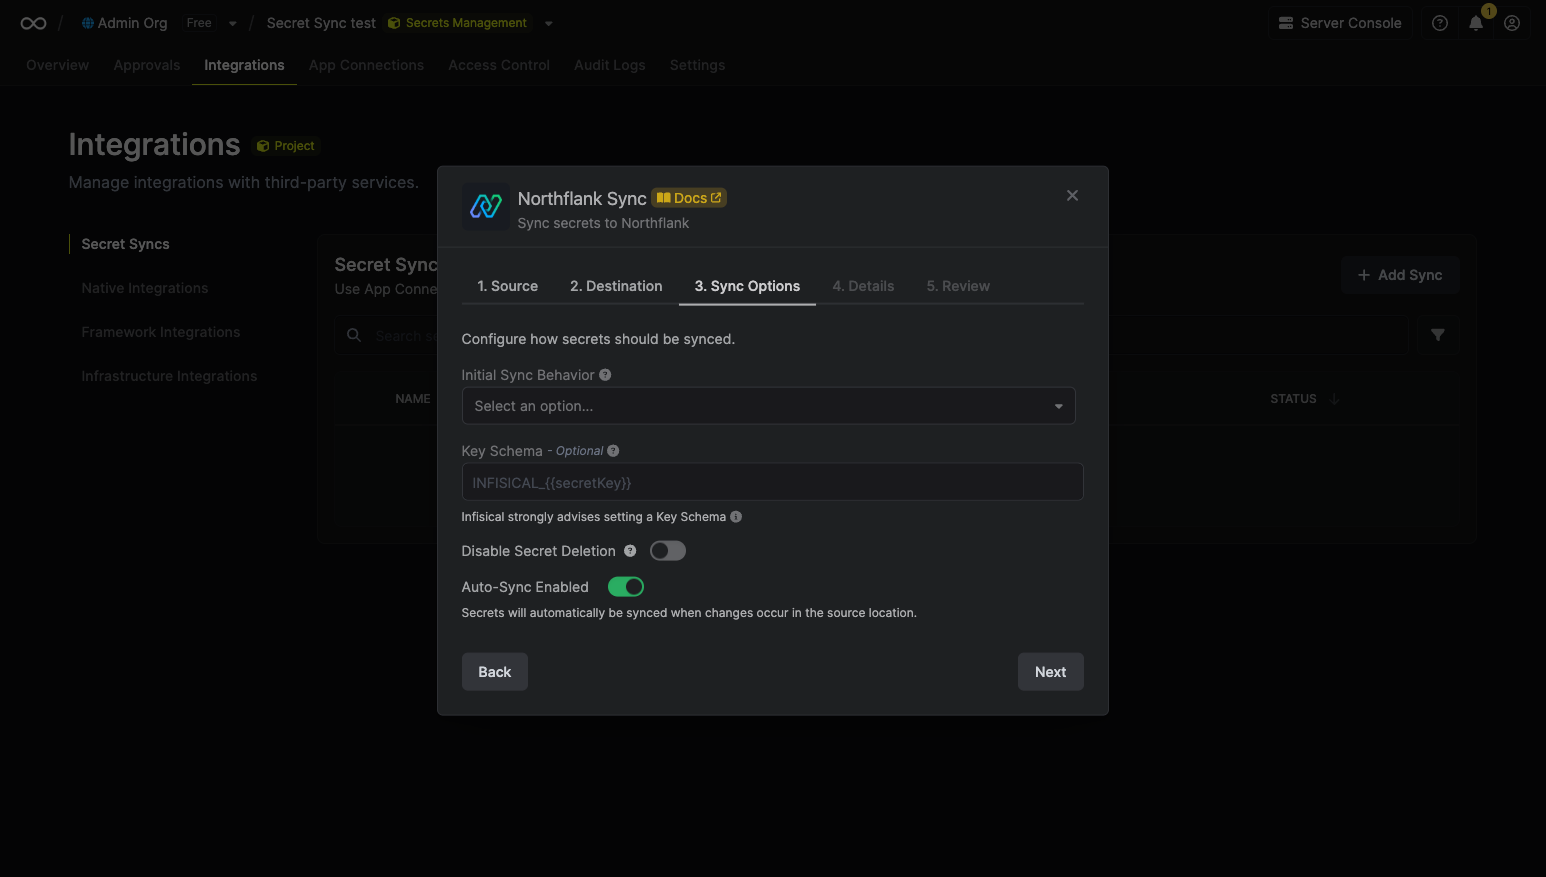 Admin Org Free / Secret Sync test Secrets Management Server Console 1
Overview Approvals Integrations App Connections Access Control Audit Logs Settings
Integrations Project
Manage integrations with third-party services.
Secret Syncs
Native Integrations
Framework Integrations
Infrastructure Integrations
Secret Sync
Use App Conne
Add Sync
Search se
NAME
STATUS
Northflank Sync Docs
Sync secrets to Northflank
1. Source 2. Destination 3. Sync Options 4. Details 5. Review
Configure how secrets should be synced.
Initial Sync Behavior
Select an option...
Key Schema - Optional
INFISICAL_{{secretKey}}
Infisical strongly advises setting a Key Schema
Disable Secret Deletion
Auto-Sync Enabled
Secrets will automatically be synced when changes occur in the source location.
Back Next